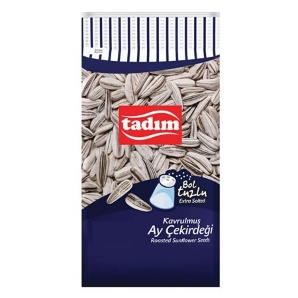 tadım
Bol
tuzlu
Extra Salted
Kavrulmuş
Ay Çekirdeği
Roasted Sunflower Seeds